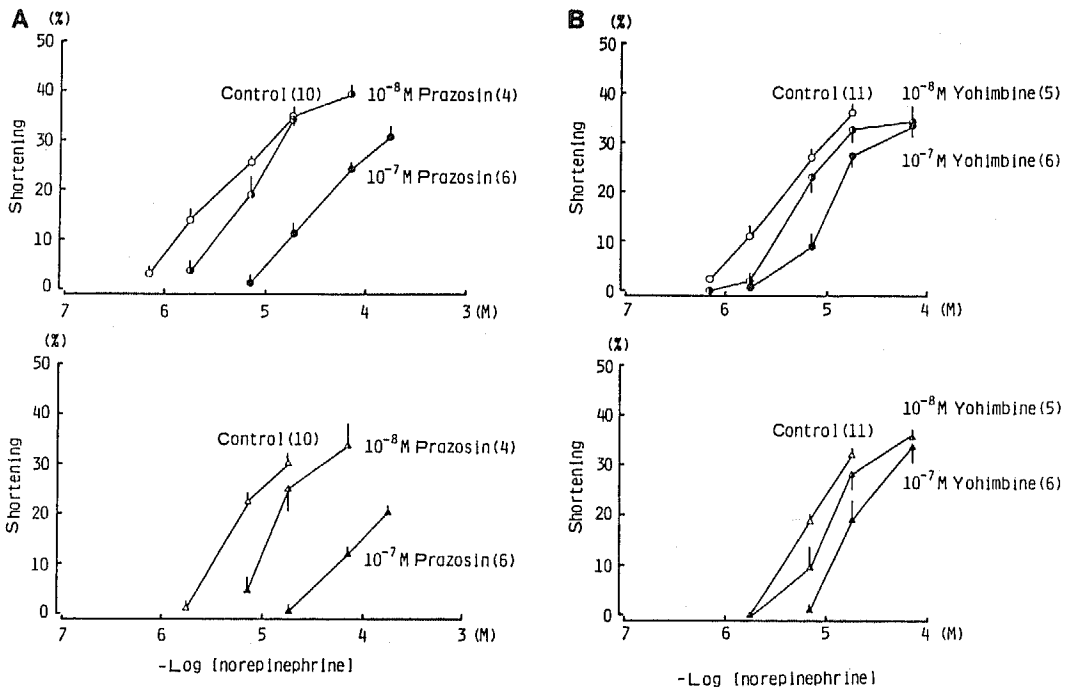 A (%)
50
40
30
20
10
0
Shortening
Control(10)
10⁻⁸M Prazosin(4)
10⁻⁷M Prazosin(6)
7 6 5 4 3 (M)
(%)
50
40
30
20
10
0
Shortening
Control(10)
10⁻⁸M Prazosin(4)
10⁻⁷M Prazosin(6)
7 6 5 4 3 (M)
-Log [norepinephrine]
B (%)
50
40
30
20
10
0
Shortening
Control(11)
10⁻⁸M Yohimbine(5)
10⁻⁷M Yohimbine(6)
7 6 5 4 (M)
(%)
50
40
30
20
10
0
Shortening
Control(11)
10⁻⁸M Yohimbine(5)
10⁻⁷M Yohimbine(6)
7 6 5 4 (M)
-Log [norepinephrine]